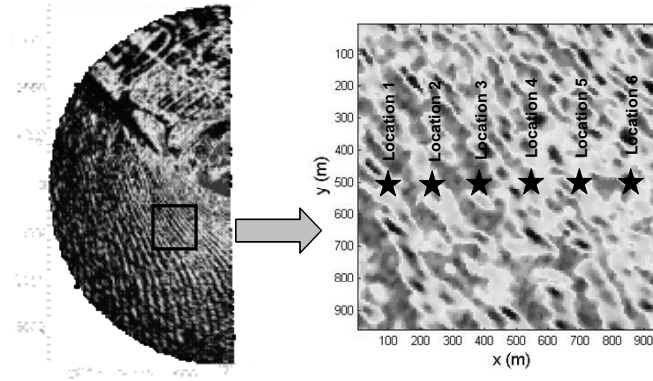 Location 1
Location 2
Location 3
Location 4
Location 5
Location 6
y (m)
100
200
300
400
500
600
700
800
900
100 200 300 400 500 600 700 800 900
x (m)